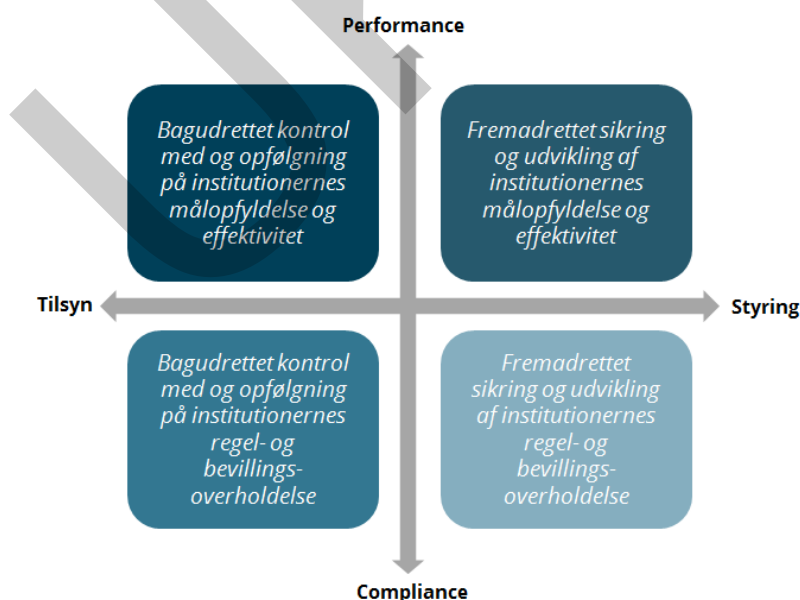 Performance
Bagudrettet kontrol
med og opfølgning
på institutionernes
målopfyldelse og
effektivitet
Fremadrettet sikring
og udvikling af
institutionernes
målopfyldelse og
effektivitet
Tilsyn
Styring
Bagudrettet kontrol
med og opfølgning
på institutionernes
regel- og
bevillings-
overholdelse
Fremadrettet
sikring og udvikling
af institutionernes
regel- og
bevillings-
overholdelse
Compliance